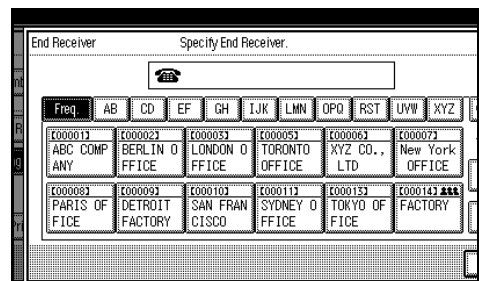 End Receiver Specify End Receiver.
Freq. AB CD EF GH IJK LMN OPQ RST UVW XYZ
[00001] [00002] [00003] [00005] [00006] [00007]
ABC COMP BERLIN O LONDON O TORONTO XYZ CO., New York
ANY FFICE FFICE OFFICE LTD OFFICE
[00008] [00009] [00010] [00011] [00013] [00014]
PARIS OF DETROIT SAN FRAN SYDNEY O TOKYO OF FACTORY
FICE FACTORY CISCO FFICE FICE